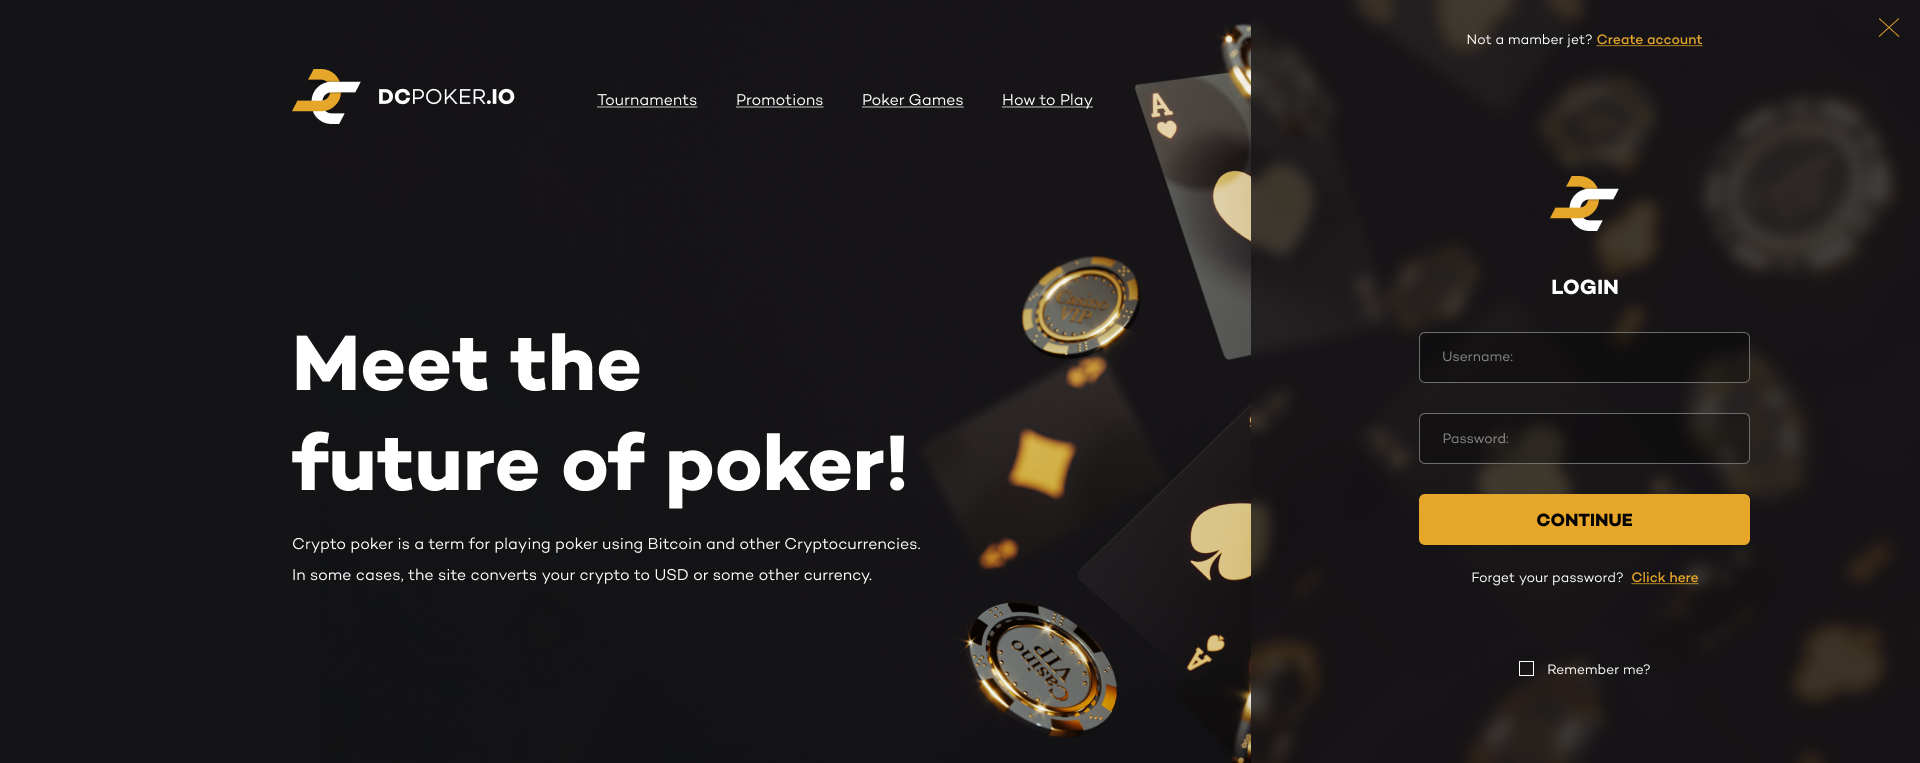 DCPOKER.IO
Tournaments
Promotions
Poker Games
How to Play
Meet the
future of poker!
Crypto poker is a term for playing poker using Bitcoin and other Cryptocurrencies.
In some cases, the site converts your crypto to USD or some other currency.
A
Casino
VIP
A
Casino
VIP
Not a mamber jet? Create account
LOGIN
Username:
Password:
CONTINUE
Forget your password? Click here
Remember me?